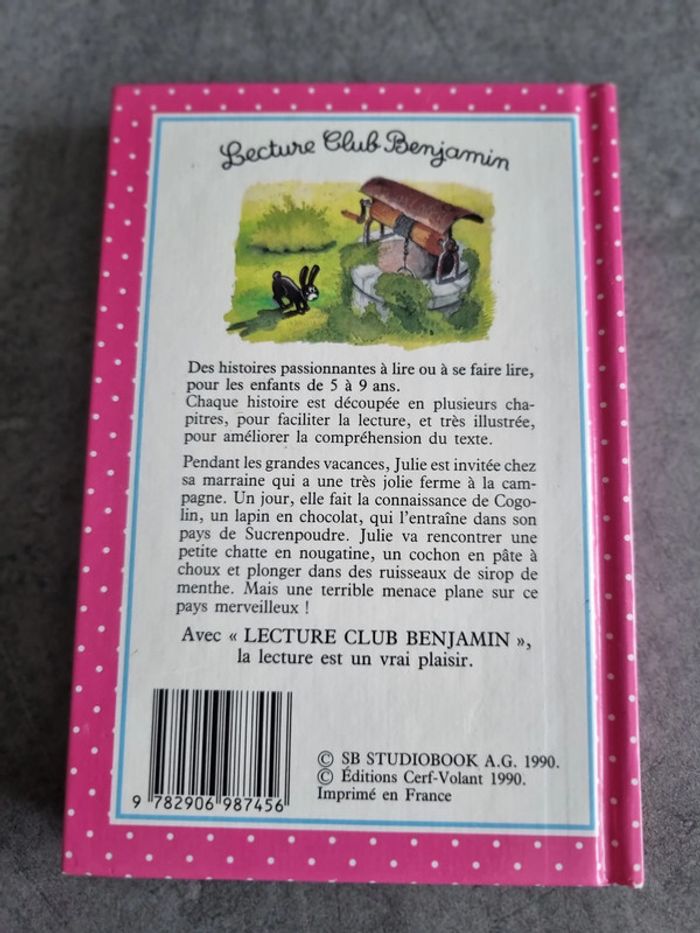 Lecture Club Benjamin
Des histoires passionnantes à lire ou à se faire lire,
pour les enfants de 5 à 9 ans.
Chaque histoire est découpée en plusieurs cha-
pitres, pour faciliter la lecture, et très illustrée,
pour améliorer la compréhension du texte.
Pendant les grandes vacances, Julie est invitée chez
sa marraine qui a une très jolie ferme à la cam-
pagne. Un jour, elle fait la connaissance de Cogo-
lin, un lapin en chocolat, qui l'entraîne dans son
pays de Sucrenpoudre. Julie va rencontrer une
petite chatte en nougatine, un cochon en pâte à
choux et plonger dans des ruisseaux de sirop de
menthe. Mais une terrible menace plane sur ce
pays merveilleux !
Avec « LECTURE CLUB BENJAMIN »,
la lecture est un vrai plaisir.
© SB STUDIOBOOK A.G. 1990.
© Éditions Cerf-Volant 1990.
Imprimé en France
9 782906 987456